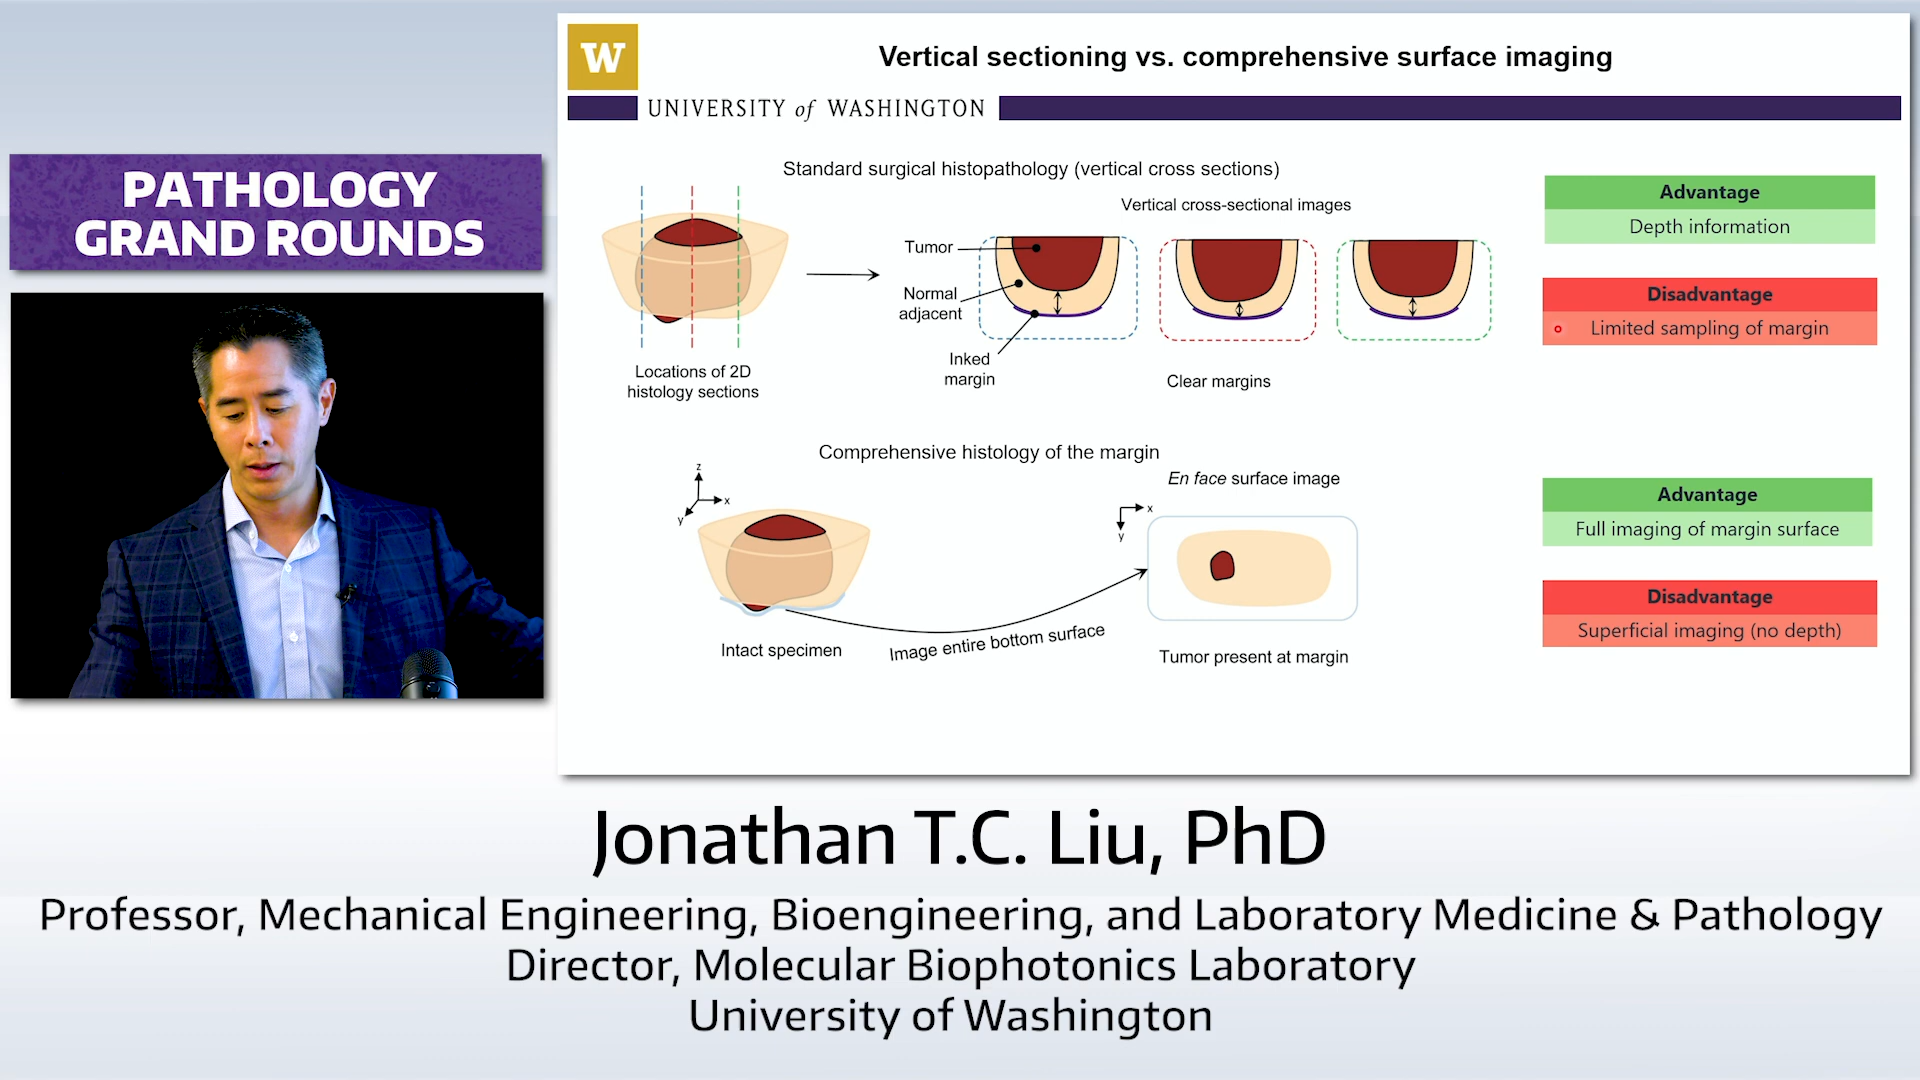 W
Vertical sectioning vs. comprehensive surface imaging
UNIVERSITY of WASHINGTON
PATHOLOGY
GRAND ROUNDS
Standard surgical histopathology (vertical cross sections)
Vertical cross-sectional images
Tumor
Normal
adjacent
Inked
margin
Locations of 2D
histology sections
Clear margins
Advantage
Depth information
Disadvantage
Limited sampling of margin
Comprehensive histology of the margin
En face surface image
z
x
y
x
y
Intact specimen
Image entire bottom surface
Tumor present at margin
Advantage
Full imaging of margin surface
Disadvantage
Superficial imaging (no depth)
Jonathan T.C. Liu, PhD
Professor, Mechanical Engineering, Bioengineering, and Laboratory Medicine & Pathology
Director, Molecular Biophotonics Laboratory
University of Washington